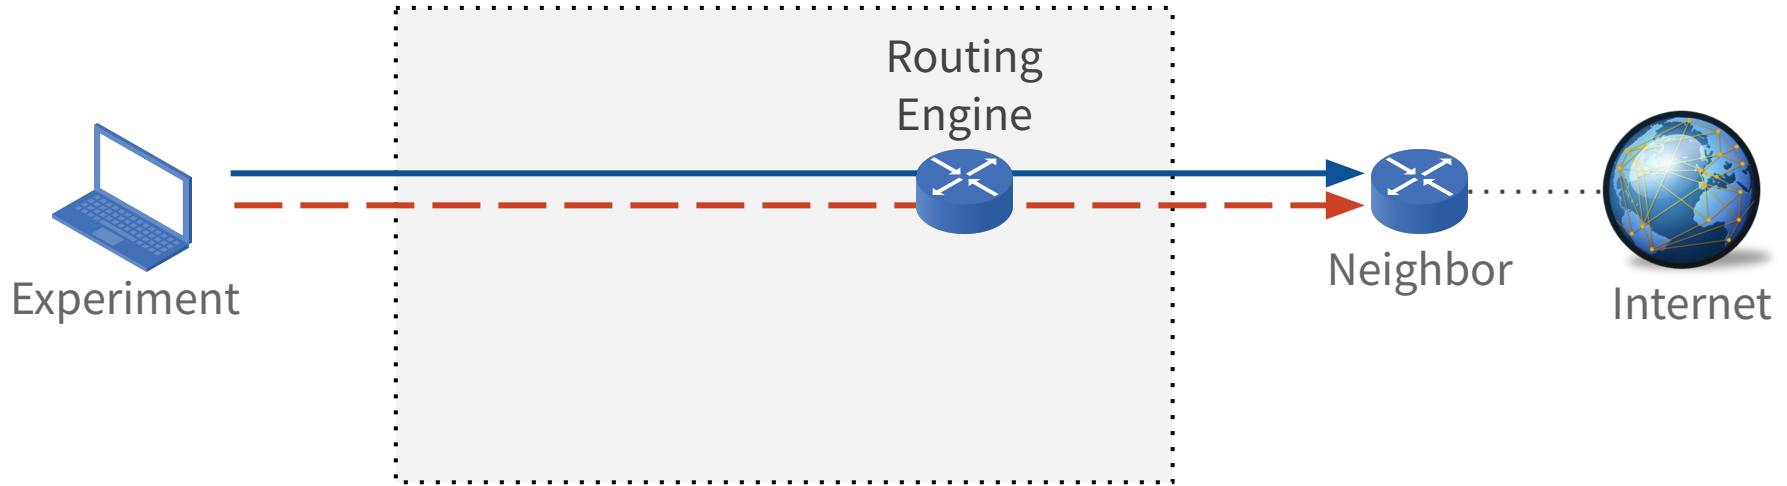 Routing
Engine
Experiment
Neighbor
Internet